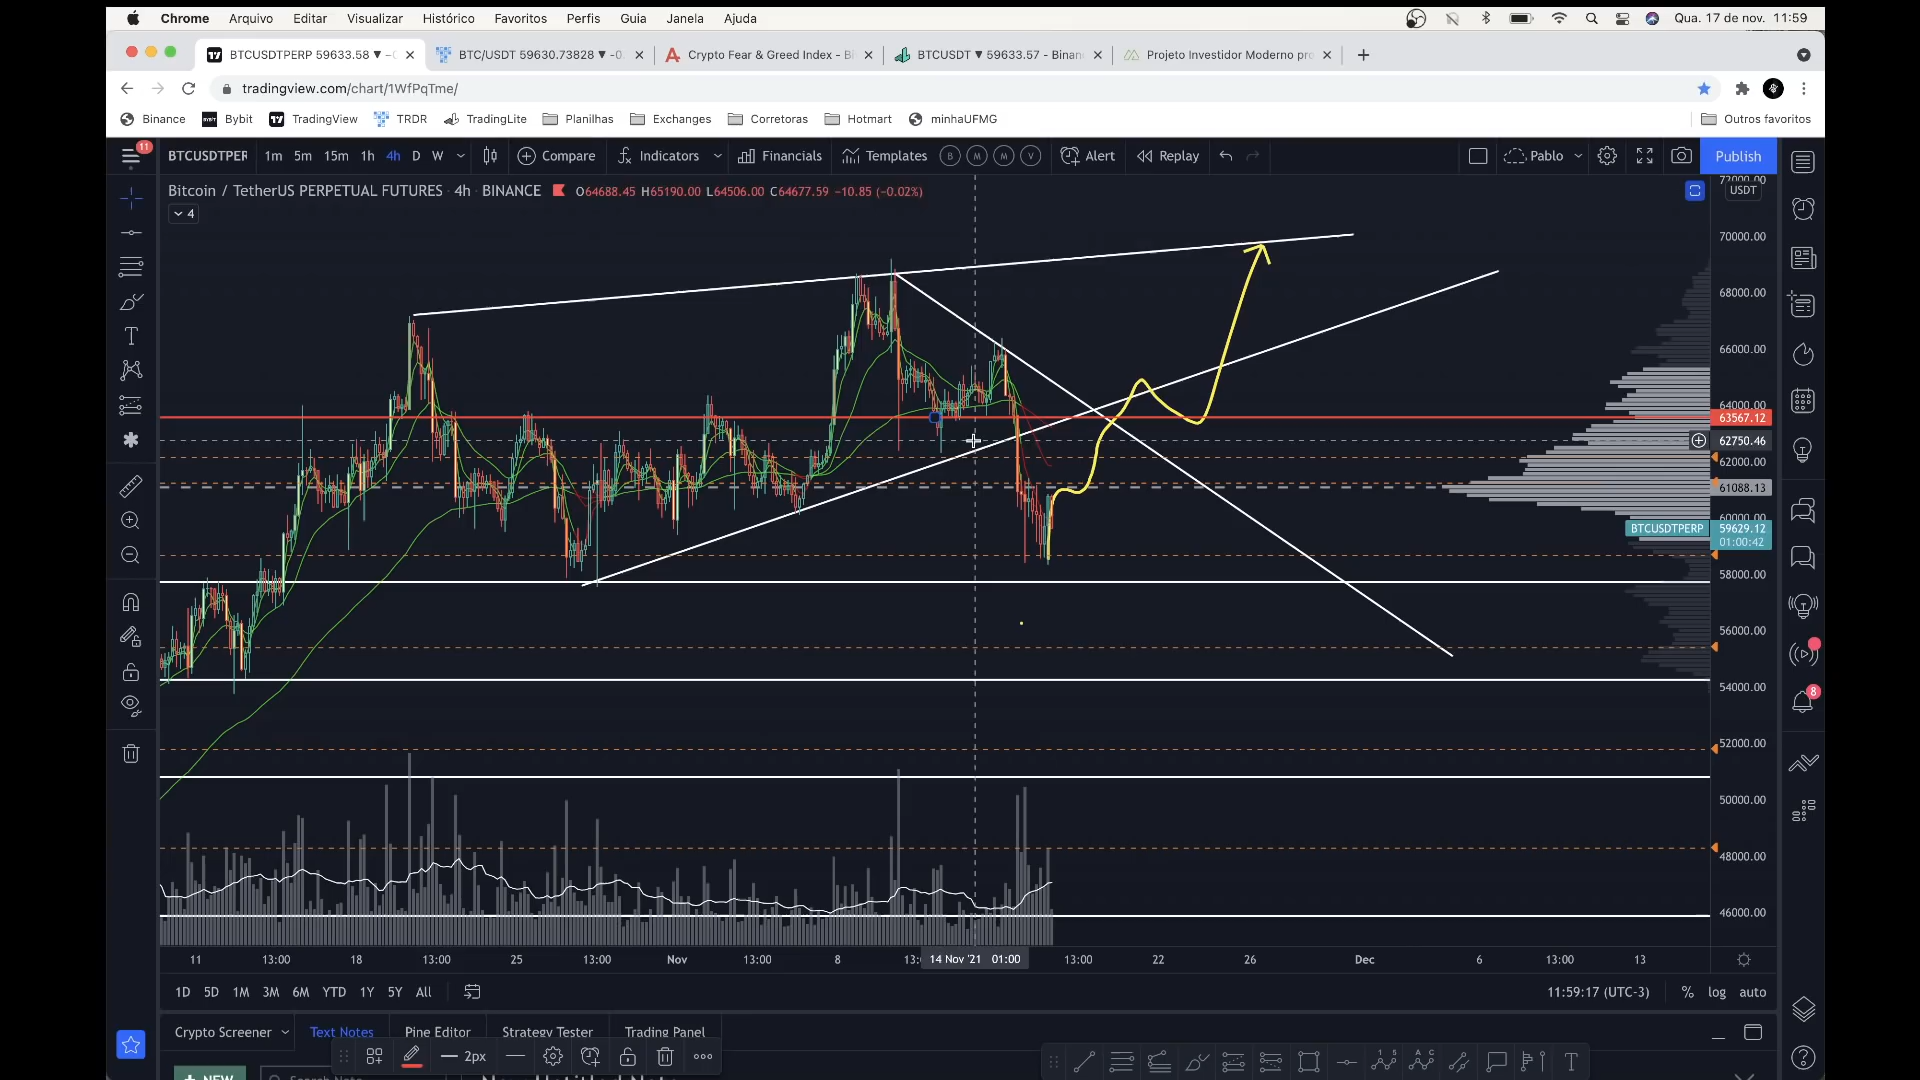 Chrome Arquivo Editar Visualizar Histórico Favoritos Perfis Guia Janela Ajuda Qua. 17 de nov. 11:59
BTCUSDTPERP 59633.58 ▼ BTC/USDT 59630.73828 ▼ Crypto Fear & Greed Index - BTCUSDT ▼ 59633.57 - Binan Projeto Investidor Moderno
tradingview.com/chart/1WfPqTme/
Binance Bybit TradingView TRDR TradingLite Planilhas Exchanges Corretoras Hotmart minhaUFMG Outros favoritos
11 BTCUSDTPER 1m 5m 15m 1h 4h D W Compare Indicators Financials Templates B M M V Alert Replay Pablo Publish
Bitcoin / TetherUS PERPETUAL FUTURES · 4h · BINANCE O64688.45 H65190.00 L64506.00 C64677.59 −10.85 (−0.02%)
4
72000.00
USDT
70000.00
68000.00
66000.00
64000.00
63567.12
62750.46
62000.00
61088.13
60000.00
BTCUSDTPERP 59629.12
01:00:42
58000.00
56000.00
54000.00
8
52000.00
50000.00
48000.00
46000.00
11 13:00 18 13:00 25 13:00 Nov 13:00 8 14 Nov '21 01:00 13:00 22 26 Dec 6 13:00 13
1D 5D 1M 3M 6M YTD 1Y 5Y All 11:59:17 (UTC-3) % log auto
Crypto Screener Text Notes Pine Editor Strategy Tester Trading Panel
2px
+ NEW